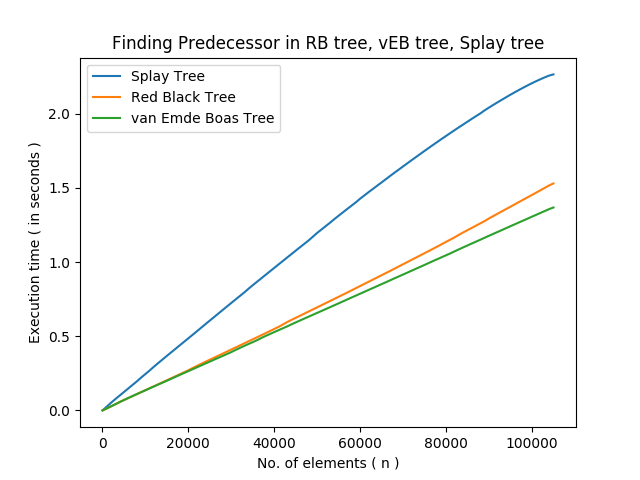 Finding Predecessor in RB tree, vEB tree, Splay tree
Splay Tree
Red Black Tree
van Emde Boas Tree
Execution time ( in seconds )
2.0
1.5
1.0
0.5
0.0
0
20000
40000
60000
80000
100000
No. of elements ( n )